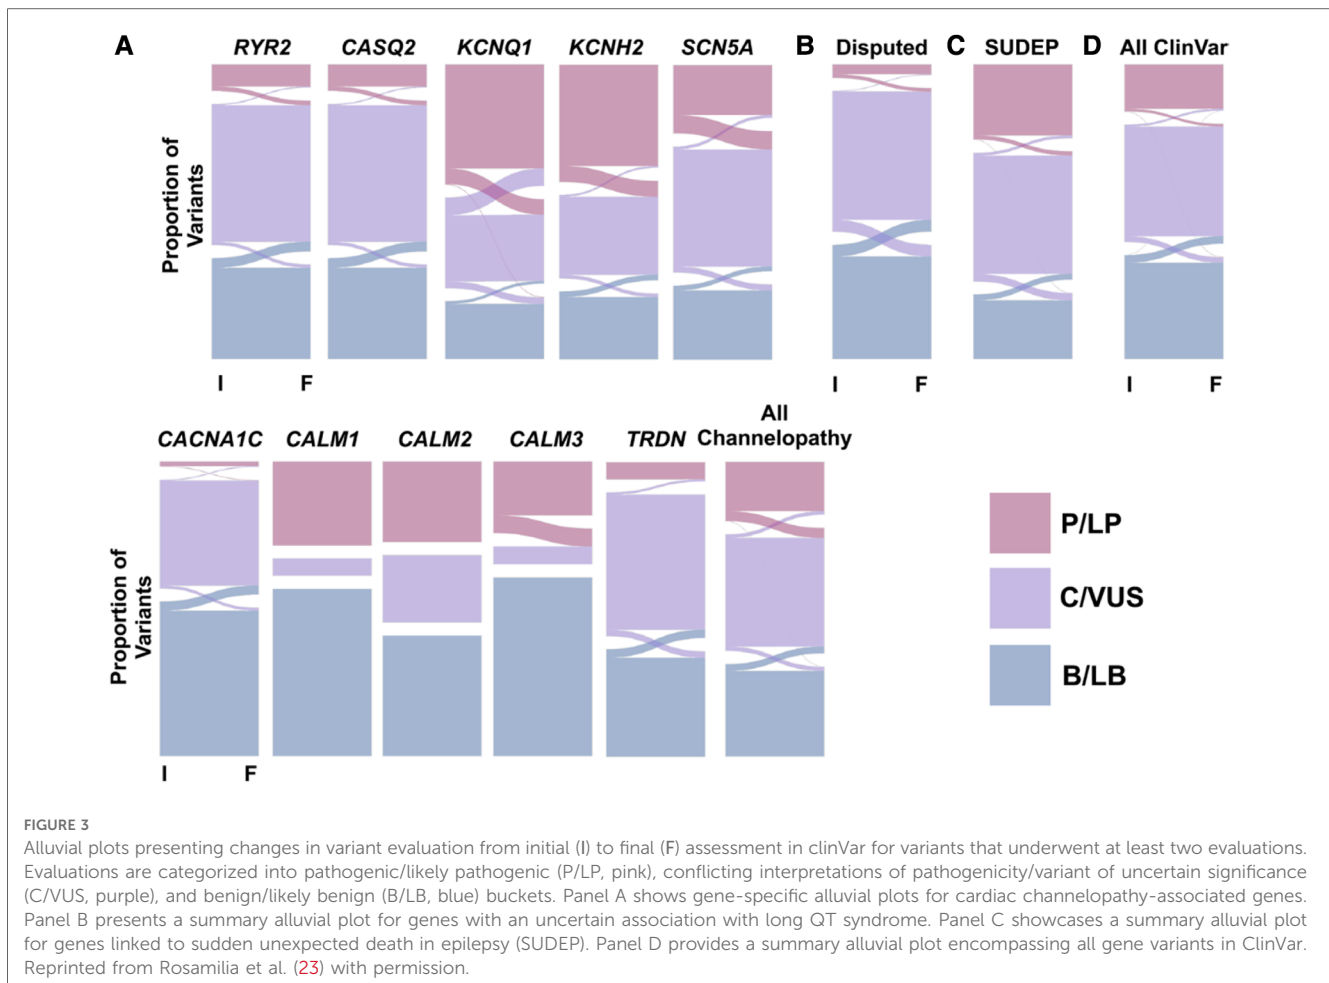 A
RYR2 CASQ2 KCNQ1 KCNH2 SCN5A
B Disputed C SUDEP D All ClinVar
Proportion of
Variants
I F
I F
I F
CACNA1C CALM1 CALM2 CALM3 TRDN All
Channelopathy
Proportion of
Variants
I F
P/LP
C/VUS
B/LB
FIGURE 3
Alluvial plots presenting changes in variant evaluation from initial (I) to final (F) assessment in clinVar for variants that underwent at least two evaluations.
Evaluations are categorized into pathogenic/likely pathogenic (P/LP, pink), conflicting interpretations of pathogenicity/variant of uncertain significance
(C/VUS, purple), and benign/likely benign (B/LB, blue) buckets. Panel A shows gene-specific alluvial plots for cardiac channelopathy-associated genes.
Panel B presents a summary alluvial plot for genes with an uncertain association with long QT syndrome. Panel C showcases a summary alluvial plot
for genes linked to sudden unexpected death in epilepsy (SUDEP). Panel D provides a summary alluvial plot encompassing all gene variants in ClinVar.
Reprinted from Rosamilia et al. (23) with permission.